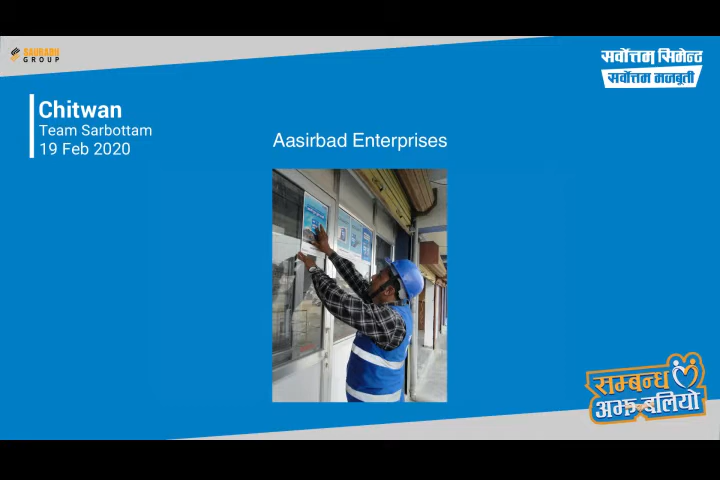 SAURABH
GROUP
सर्वोत्तम सिमेन्ट
सर्वोत्तम मजबूती
Chitwan
Team Sarbottam
19 Feb 2020
Aasirbad Enterprises
सम्बन्ध
अझ बलियो